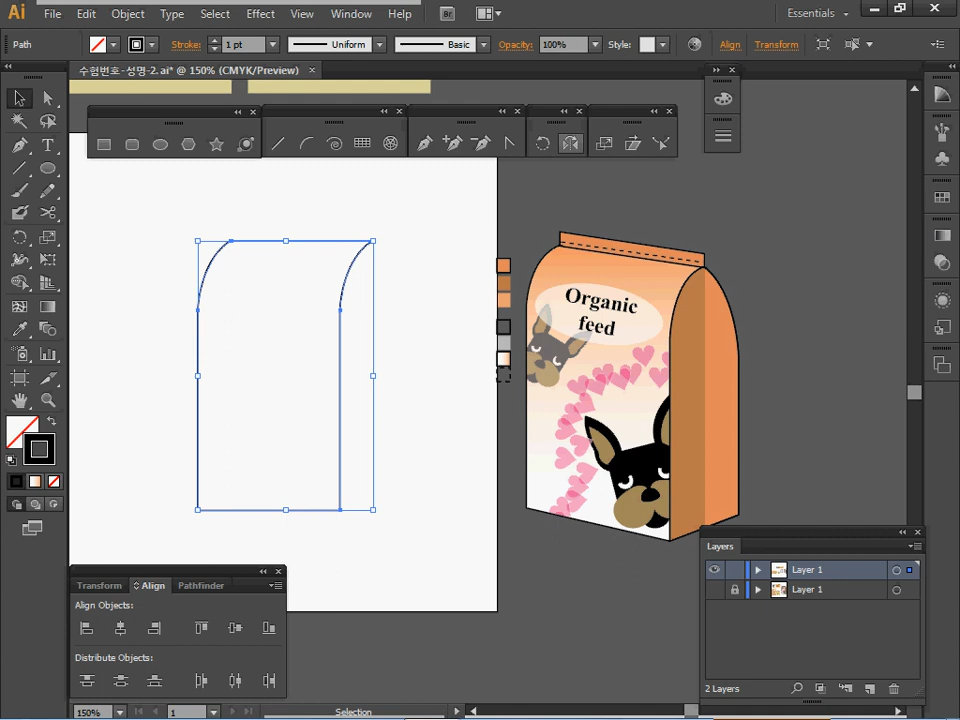 Ai File Edit Object Type Select Effect View Window Help Br Essentials
Path Stroke: 1 pt Uniform Basic Opacity: 100% Style: Align Transform
수험번호-성명-2.ai* @ 150% (CMYK/Preview)
Organic
feed
Layers
Layer 1
Layer 1
2 Layers
Transform Align Pathfinder
Align Objects:
Distribute Objects:
150% 1 Selection